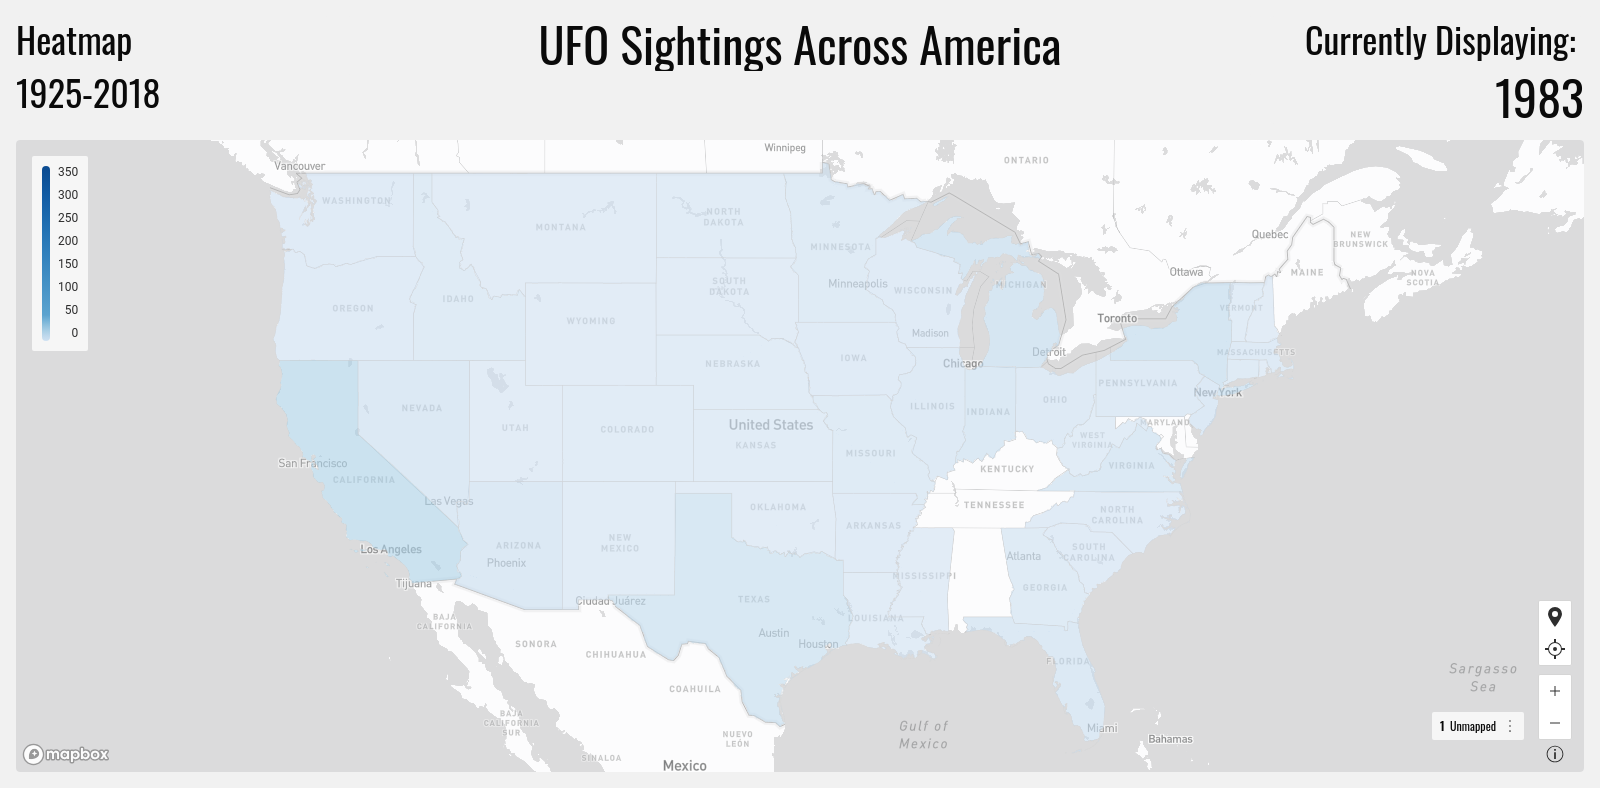 Heatmap
1925-2018
UFO Sightings Across America
Currently Displaying:
1983
350
300
250
200
150
100
50
0
Vancouver
Winnipeg
ONTARIO
WASHINGTON
MONTANA
NORTH
DAKOTA
MINNESOTA
Quebec
NEW
BRUNSWICK
Ottawa
MAINE
NOVA
SCOTIA
OREGON
IDAHO
SOUTH
DAKOTA
Minneapolis
WISCONSIN
MICHIGAN
WYOMING
Toronto
VERMONT
Madison
Detroit
MASSACHUSETTS
NEBRASKA
IOWA
Chicago
New York
NEVADA
UTAH
COLORADO
United States
KANSAS
ILLINOIS
INDIANA
OHIO
PENNSYLVANIA
MARYLAND
WEST
VIRGINIA
VIRGINIA
San Francisco
CALIFORNIA
Las Vegas
MISSOURI
KENTUCKY
TENNESSEE
OKLAHOMA
ARKANSAS
NORTH
CAROLINA
Los Angeles
ARIZONA
Phoenix
NEW
MEXICO
Atlanta
SOUTH
CAROLINA
MISSISSIPPI
GEORGIA
Tijuana
Ciudad Juárez
TEXAS
BAJA
CALIFORNIA
Austin
Houston
LOUISIANA
SONORA
CHIHUAHUA
FLORIDA
COAHUILA
Sargasso
Sea
BAJA
CALIFORNIA
SUR
Gulf of
Mexico
Miami
Bahamas
1 Unmapped
NUEVO
LEÓN
SINALOA
Mexico
mapbox